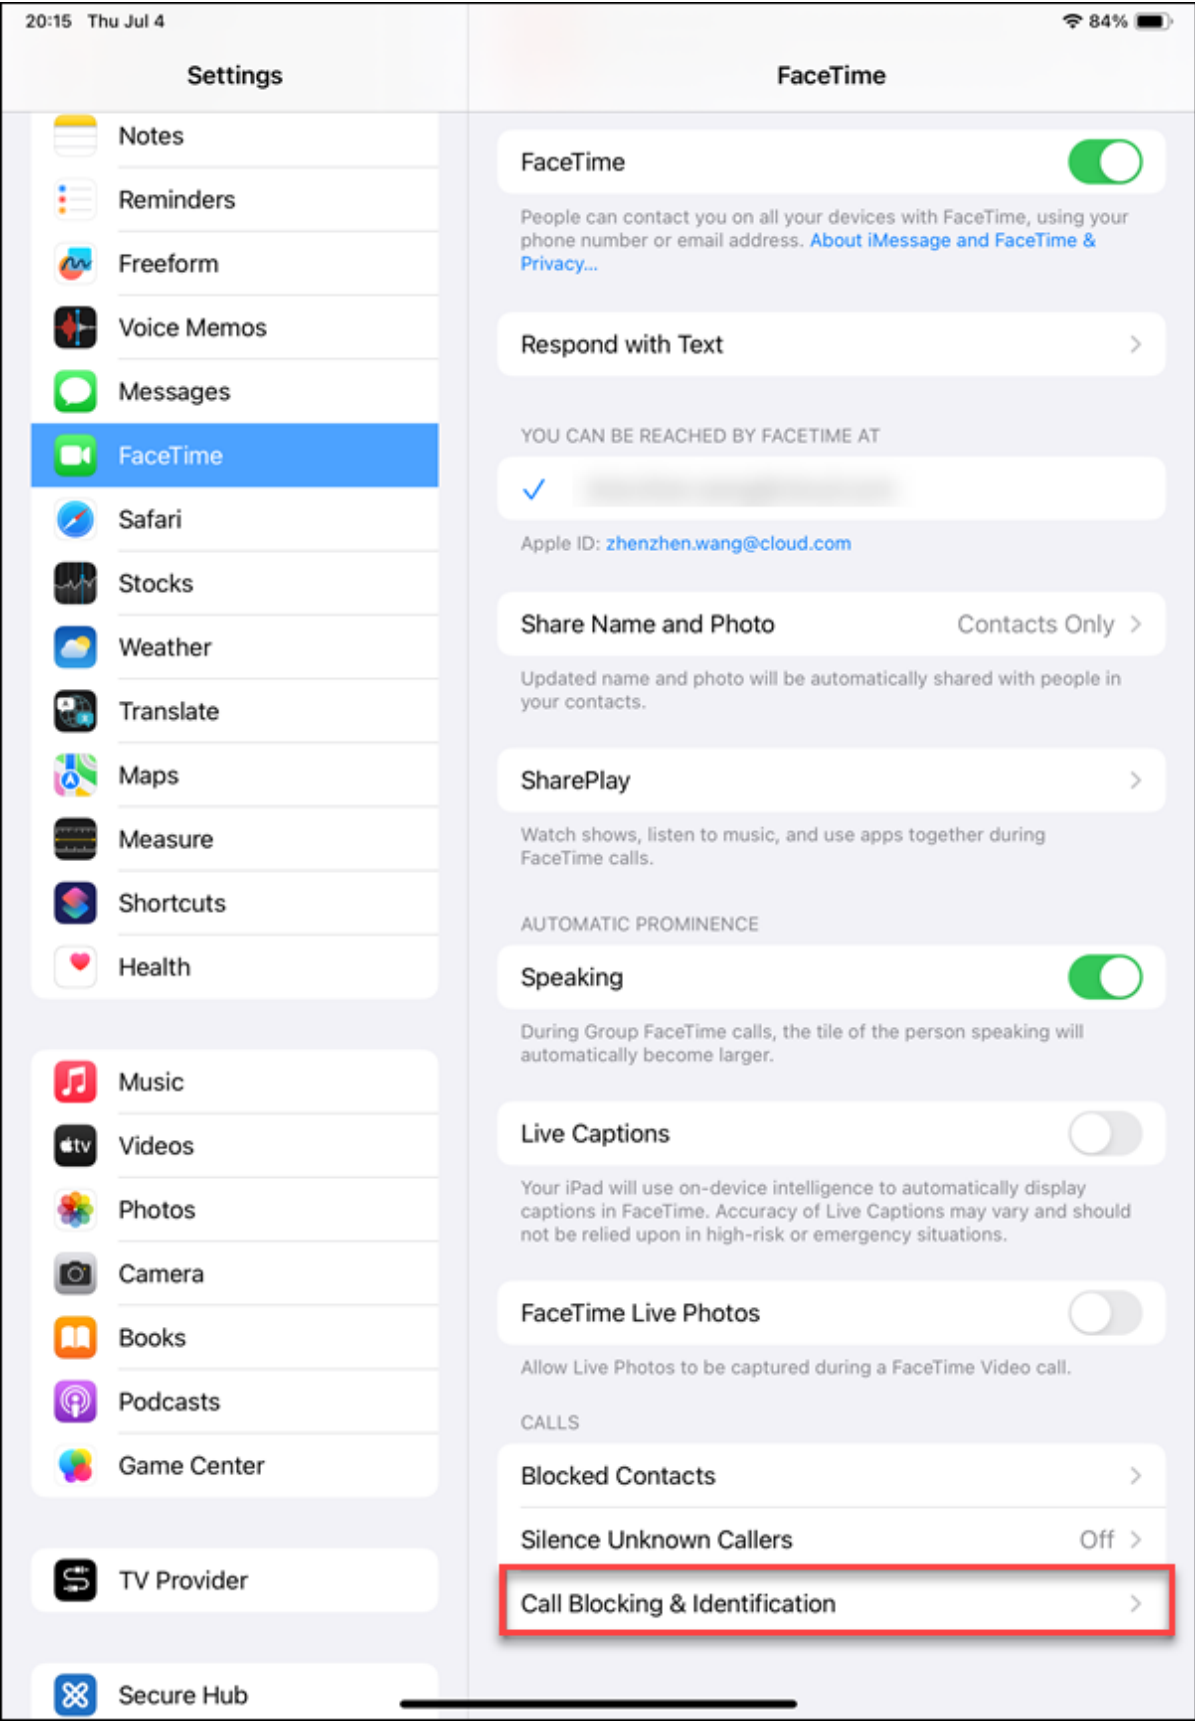 20:15 Thu Jul 4
84%
Settings
Notes
Reminders
Freeform
Voice Memos
Messages
FaceTime
Safari
Stocks
Weather
Translate
Maps
Measure
Shortcuts
Health
Music
tv
Videos
Photos
Camera
Books
Podcasts
Game Center
TV Provider
Secure Hub
FaceTime
FaceTime
People can contact you on all your devices with FaceTime, using your
phone number or email address. About iMessage and FaceTime &
Privacy...
Respond with Text
YOU CAN BE REACHED BY FACETIME AT
Apple ID: zhenzhen.wang@cloud.com
Share Name and Photo Contacts Only
Updated name and photo will be automatically shared with people in
your contacts.
SharePlay
Watch shows, listen to music, and use apps together during
FaceTime calls.
AUTOMATIC PROMINENCE
Speaking
During Group FaceTime calls, the tile of the person speaking will
automatically become larger.
Live Captions
Your iPad will use on-device intelligence to automatically display
captions in FaceTime. Accuracy of Live Captions may vary and should
not be relied upon in high-risk or emergency situations.
FaceTime Live Photos
Allow Live Photos to be captured during a FaceTime Video call.
CALLS
Blocked Contacts
Silence Unknown Callers Off
Call Blocking & Identification